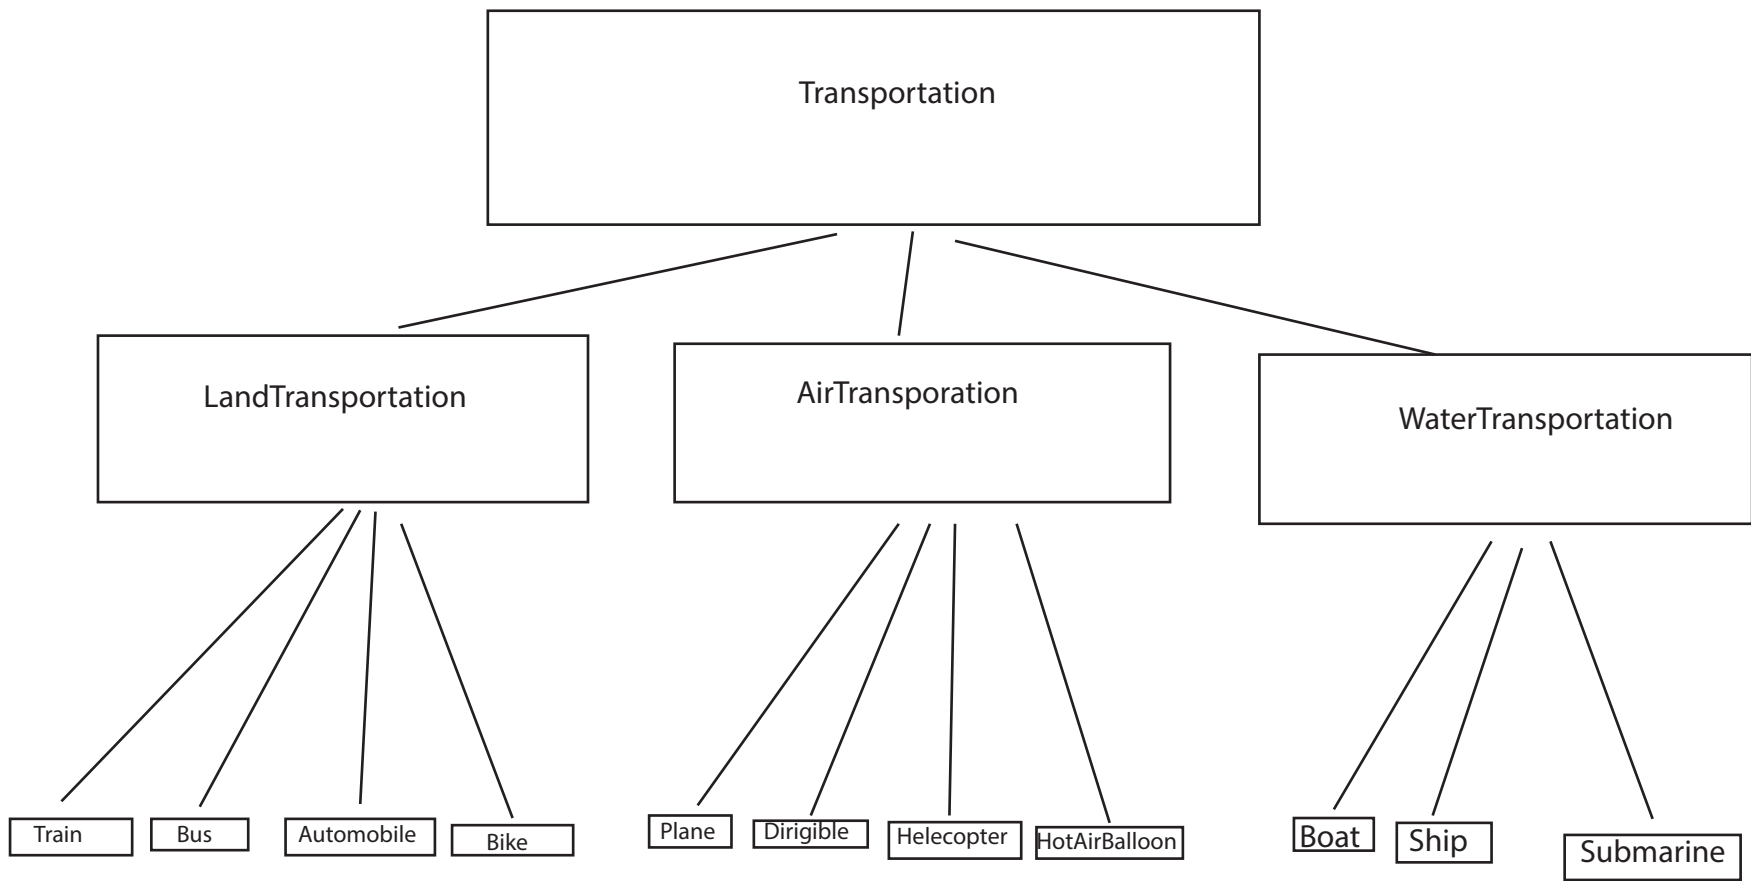 Transportation
LandTransportation
AirTransporation
WaterTransportation
Train
Bus
Automobile
Bike
Plane
Dirigible
Helecopter
HotAirBalloon
Boat
Ship
Submarine